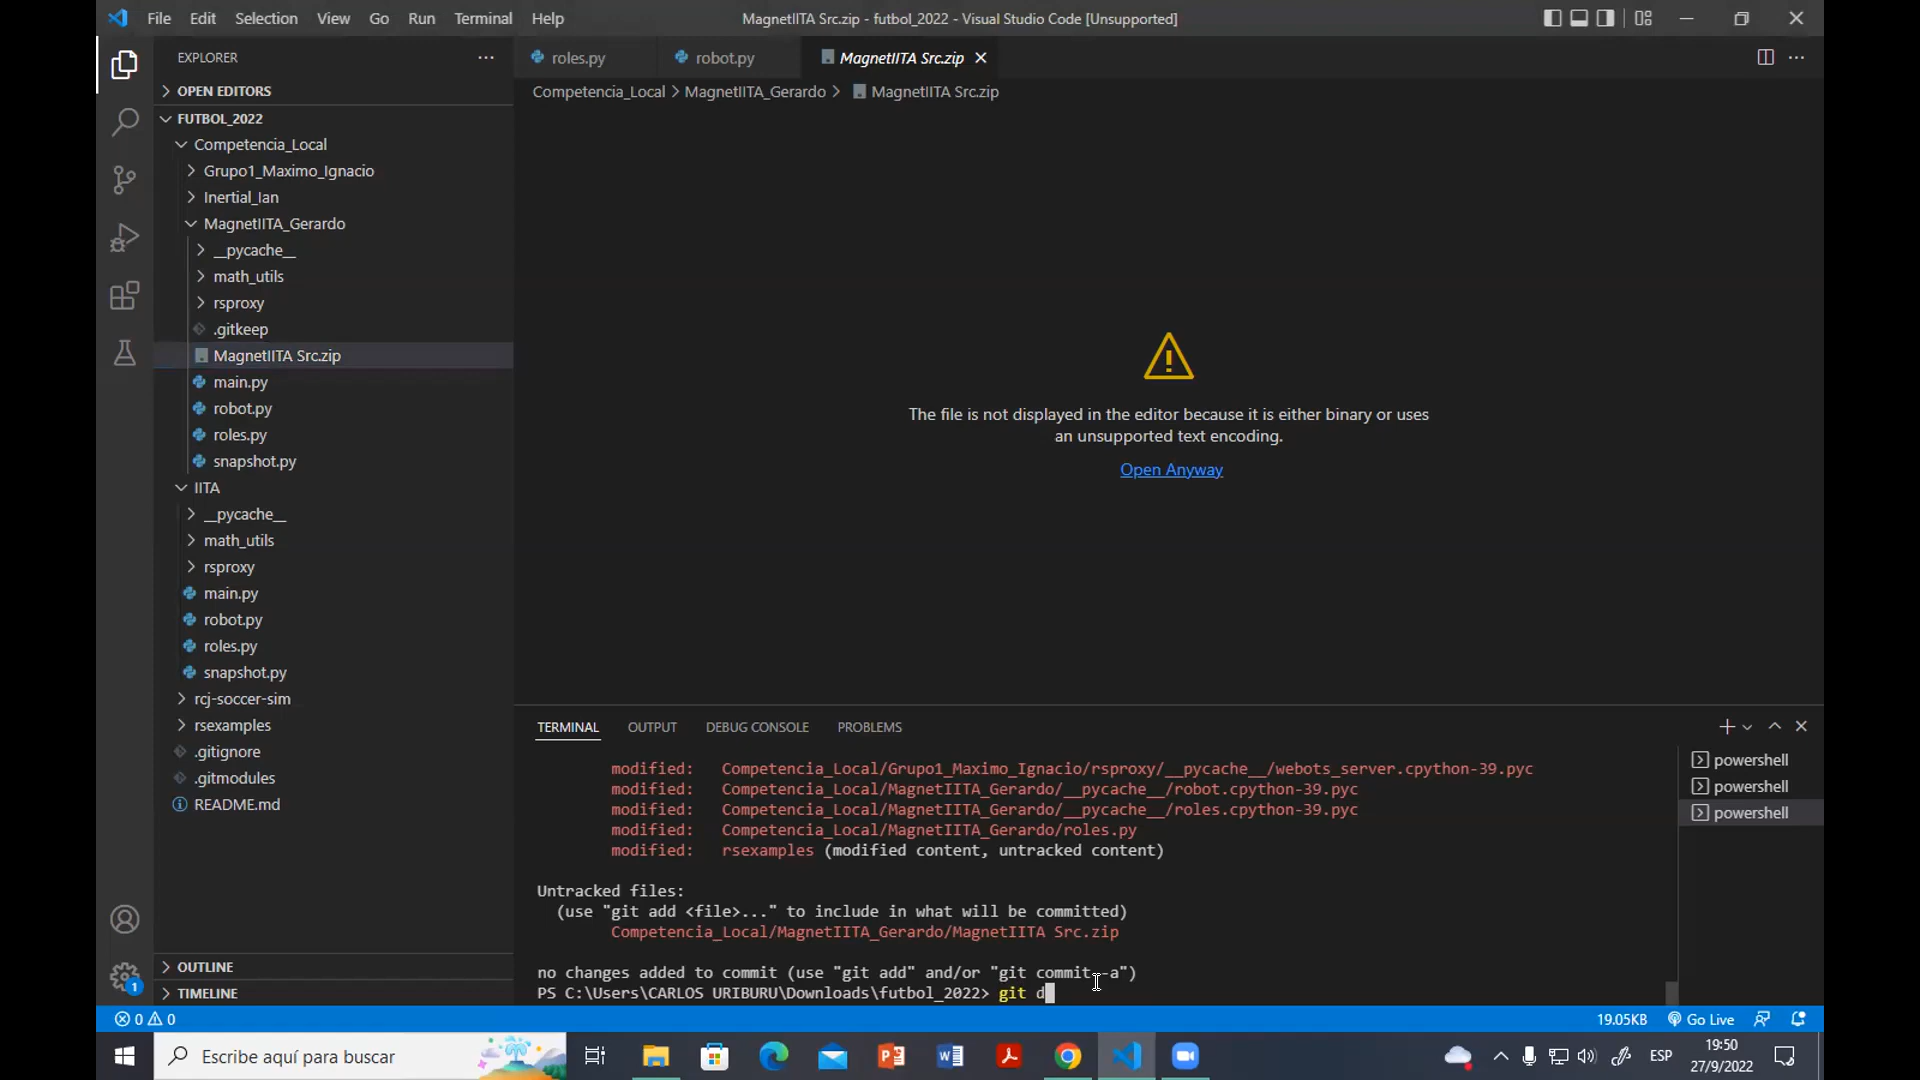 File Edit Selection View Go Run Terminal Help
MagnetIITA Src.zip - futbol_2022 - Visual Studio Code [Unsupported]
EXPLORER
OPEN EDITORS
FUTBOL_2022
Competencia_Local
Grupo1_Maximo_Ignacio
Inertial_Ian
MagnetIITA_Gerardo
__pycache__
math_utils
rsproxy
.gitkeep
MagnetIITA Src.zip
main.py
robot.py
roles.py
snapshot.py
IITA
__pycache__
math_utils
rsproxy
main.py
robot.py
roles.py
snapshot.py
rcj-soccer-sim
rsexamples
.gitignore
.gitmodules
README.md
OUTLINE
TIMELINE
roles.py robot.py MagnetIITA Src.zip
Competencia_Local > MagnetIITA_Gerardo > MagnetIITA Src.zip
The file is not displayed in the editor because it is either binary or uses
an unsupported text encoding.
Open Anyway
TERMINAL OUTPUT DEBUG CONSOLE PROBLEMS
modified: Competencia_Local/Grupo1_Maximo_Ignacio/rsproxy/__pycache__/webots_server.cpython-39.pyc
modified: Competencia_Local/MagnetIITA_Gerardo/__pycache__/robot.cpython-39.pyc
modified: Competencia_Local/MagnetIITA_Gerardo/__pycache__/roles.cpython-39.pyc
modified: Competencia_Local/MagnetIITA_Gerardo/roles.py
modified: rsexamples (modified content, untracked content)
Untracked files:
(use "git add <file>..." to include in what will be committed)
Competencia_Local/MagnetIITA_Gerardo/MagnetIITA Src.zip
no changes added to commit (use "git add" and/or "git commit -a")
PS C:\Users\CARLOS URIBURU\Downloads\futbol_2022> git d
powershell
powershell
powershell
1
0 0
19.05KB Go Live
Escribe aquí para buscar
ESP
19:50
27/9/2022